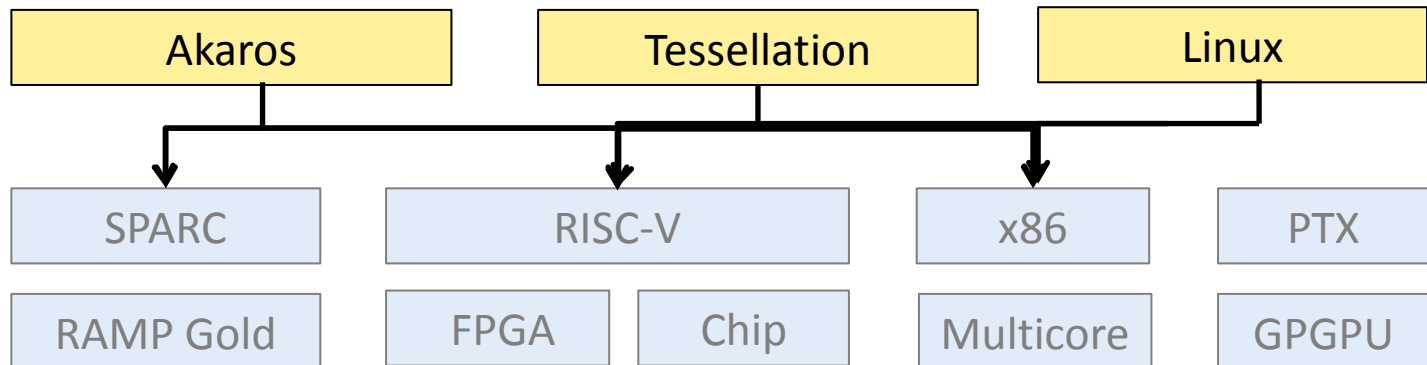 Akaros Tessellation Linux
SPARC RISC-V x86 PTX
RAMP Gold FPGA Chip Multicore GPGPU